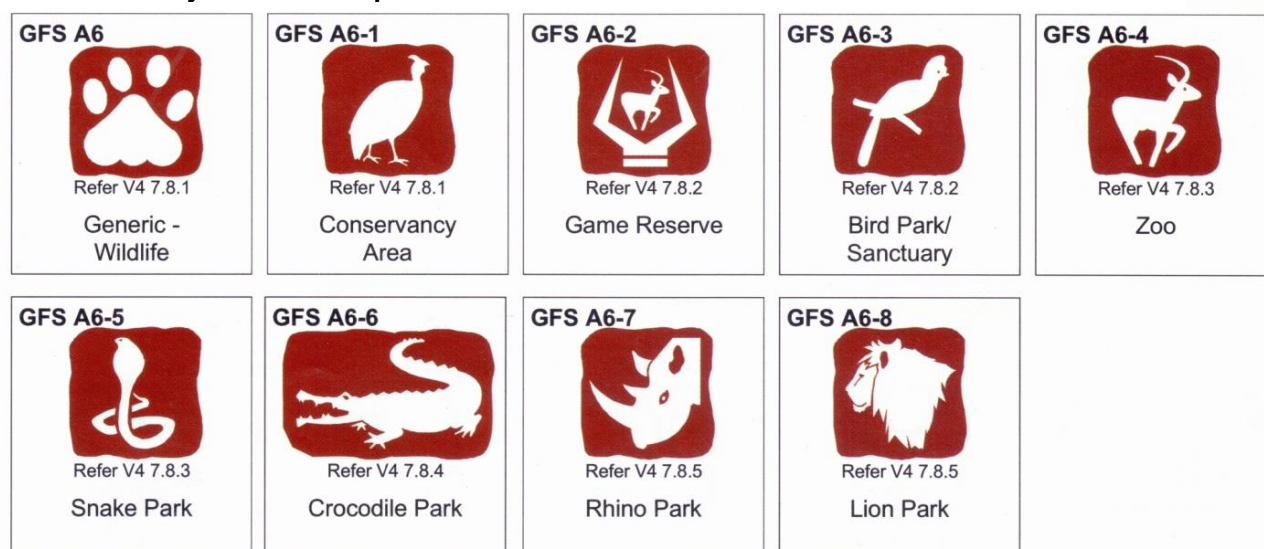 GFS A6
Refer V4 7.8.1
Generic -
Wildlife
GFS A6-1
Refer V4 7.8.1
Conservancy
Area
GFS A6-2
Refer V4 7.8.2
Game Reserve
GFS A6-3
Refer V4 7.8.2
Bird Park/
Sanctuary
GFS A6-4
Refer V4 7.8.3
Zoo
GFS A6-5
Refer V4 7.8.3
Snake Park
GFS A6-6
Refer V4 7.8.4
Crocodile Park
GFS A6-7
Refer V4 7.8.5
Rhino Park
GFS A6-8
Refer V4 7.8.5
Lion Park